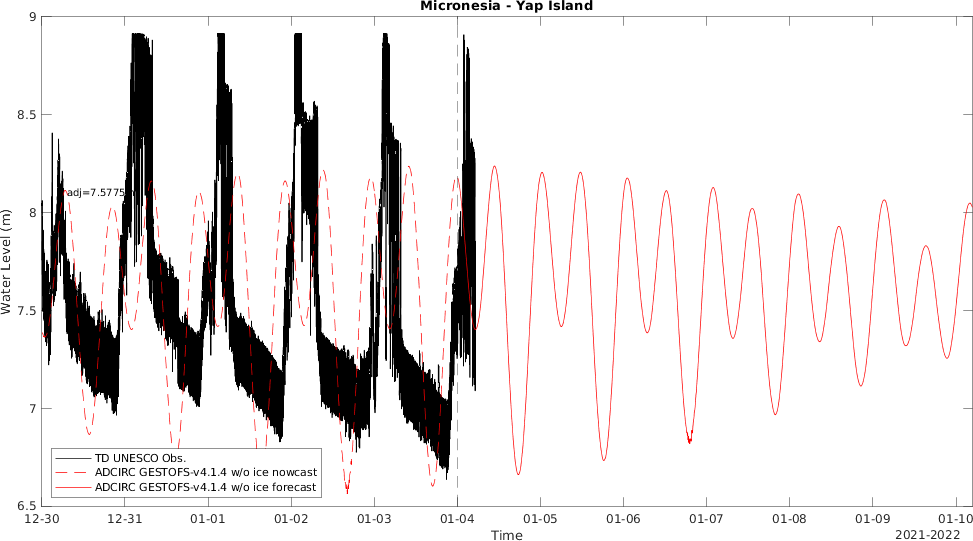 Micronesia - Yap Island
9
8.5
8
7.5
7
6.5
Water Level (m)
adj=7.5775
TD UNESCO Obs.
ADCIRC GESTOFS-v4.1.4 w/o ice nowcast
ADCIRC GESTOFS-v4.1.4 w/o ice forecast
12-30 12-31 01-01 01-02 01-03 01-04 01-05 01-06 01-07 01-08 01-09 01-10
Time
2021-2022